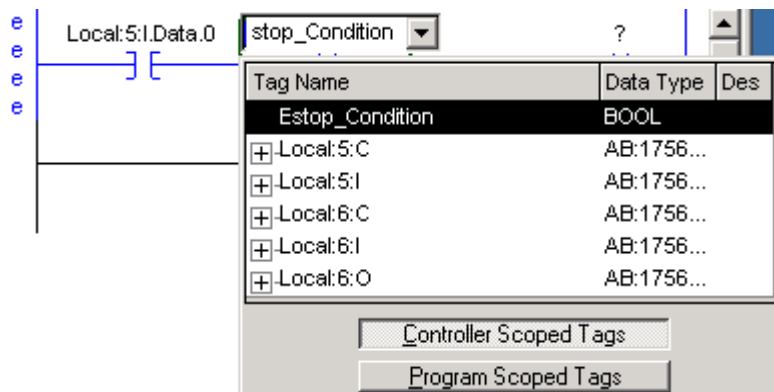 e
e
e
e
Local:5:I.Data.0
stop_Condition
?
Tag Name Data Type Des
Estop_Condition BOOL
Local:5:C AB:1756...
Local:5:I AB:1756...
Local:6:C AB:1756...
Local:6:I AB:1756...
Local:6:O AB:1756...
Controller Scoped Tags
Program Scoped Tags